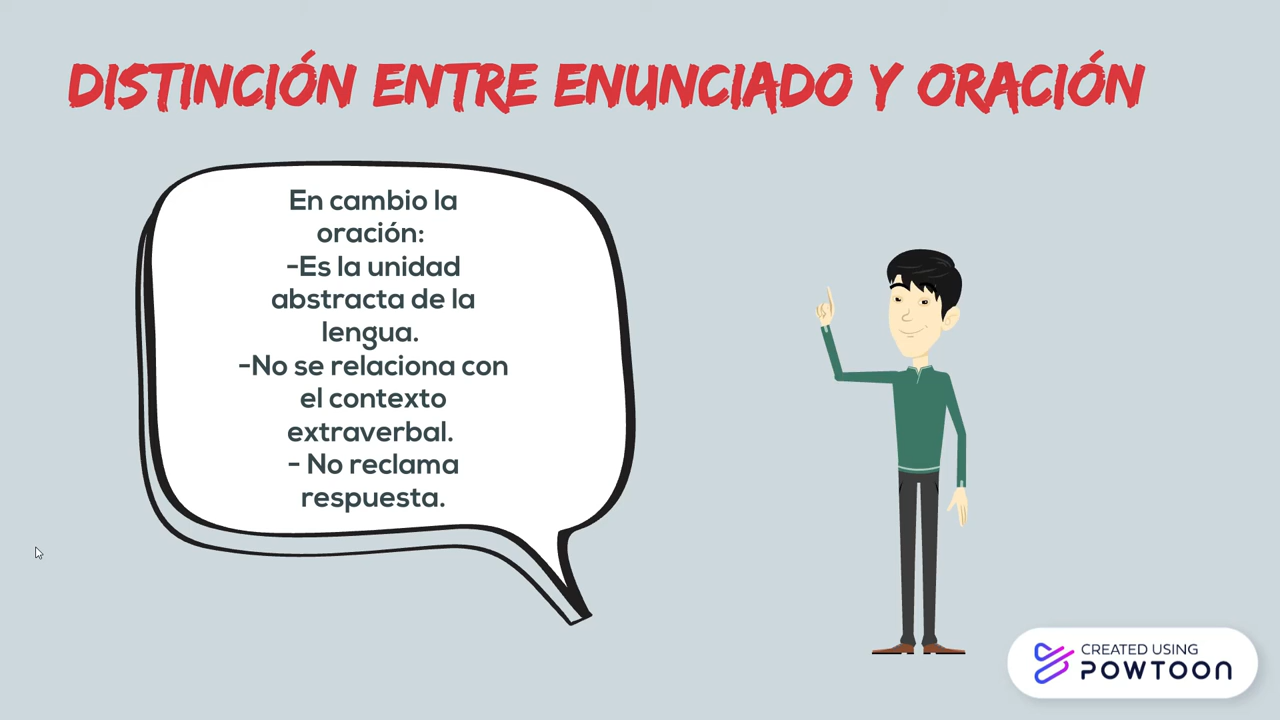 DISTINCIÓN ENTRE ENUNCIADO Y ORACIÓN
En cambio la
oración:
-Es la unidad
abstracta de la
lengua.
-No se relaciona con
el contexto
extraverbal.
- No reclama
respuesta.
CREATED USING
POWTOON